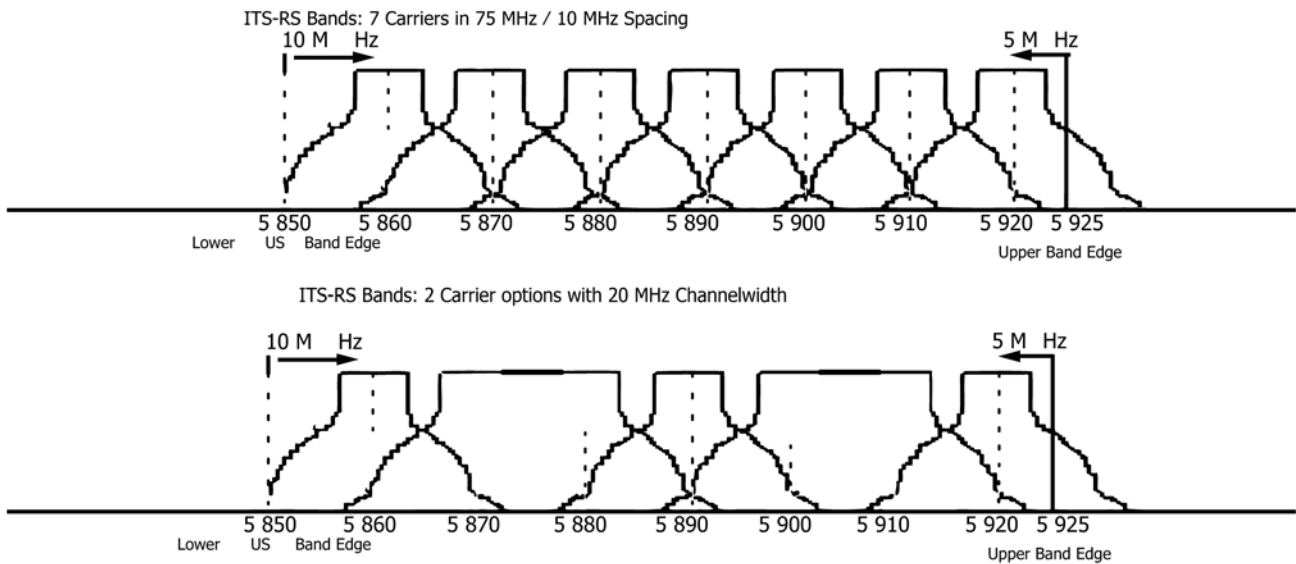 ITS-RS Bands: 7 Carriers in 75 MHz / 10 MHz Spacing
10 M Hz 5 M Hz
5 850 5 860 5 870 5 880 5 890 5 900 5 910 5 920 5 925
Lower US Band Edge Upper Band Edge
ITS-RS Bands: 2 Carrier options with 20 MHz Channelwidth
10 M Hz 5 M Hz
5 850 5 860 5 870 5 880 5 890 5 900 5 910 5 920 5 925
Lower US Band Edge Upper Band Edge